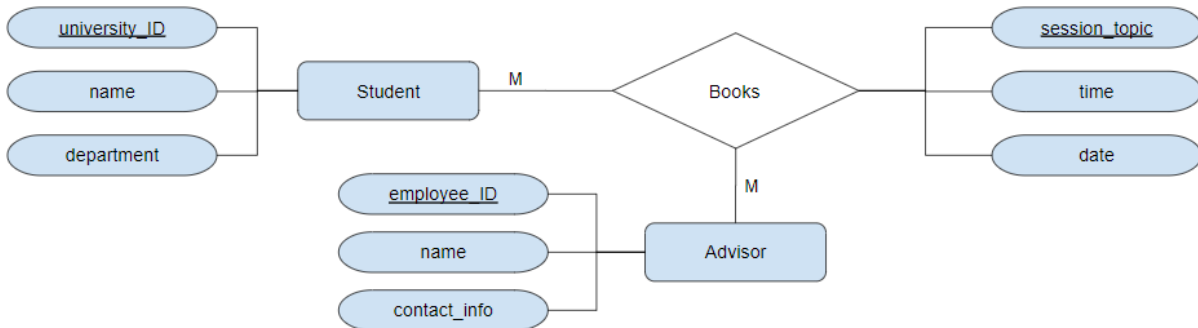 university_ID
session_topic
name
Student
M
Books
time
department
date
employee_ID
M
name
Advisor
contact_info